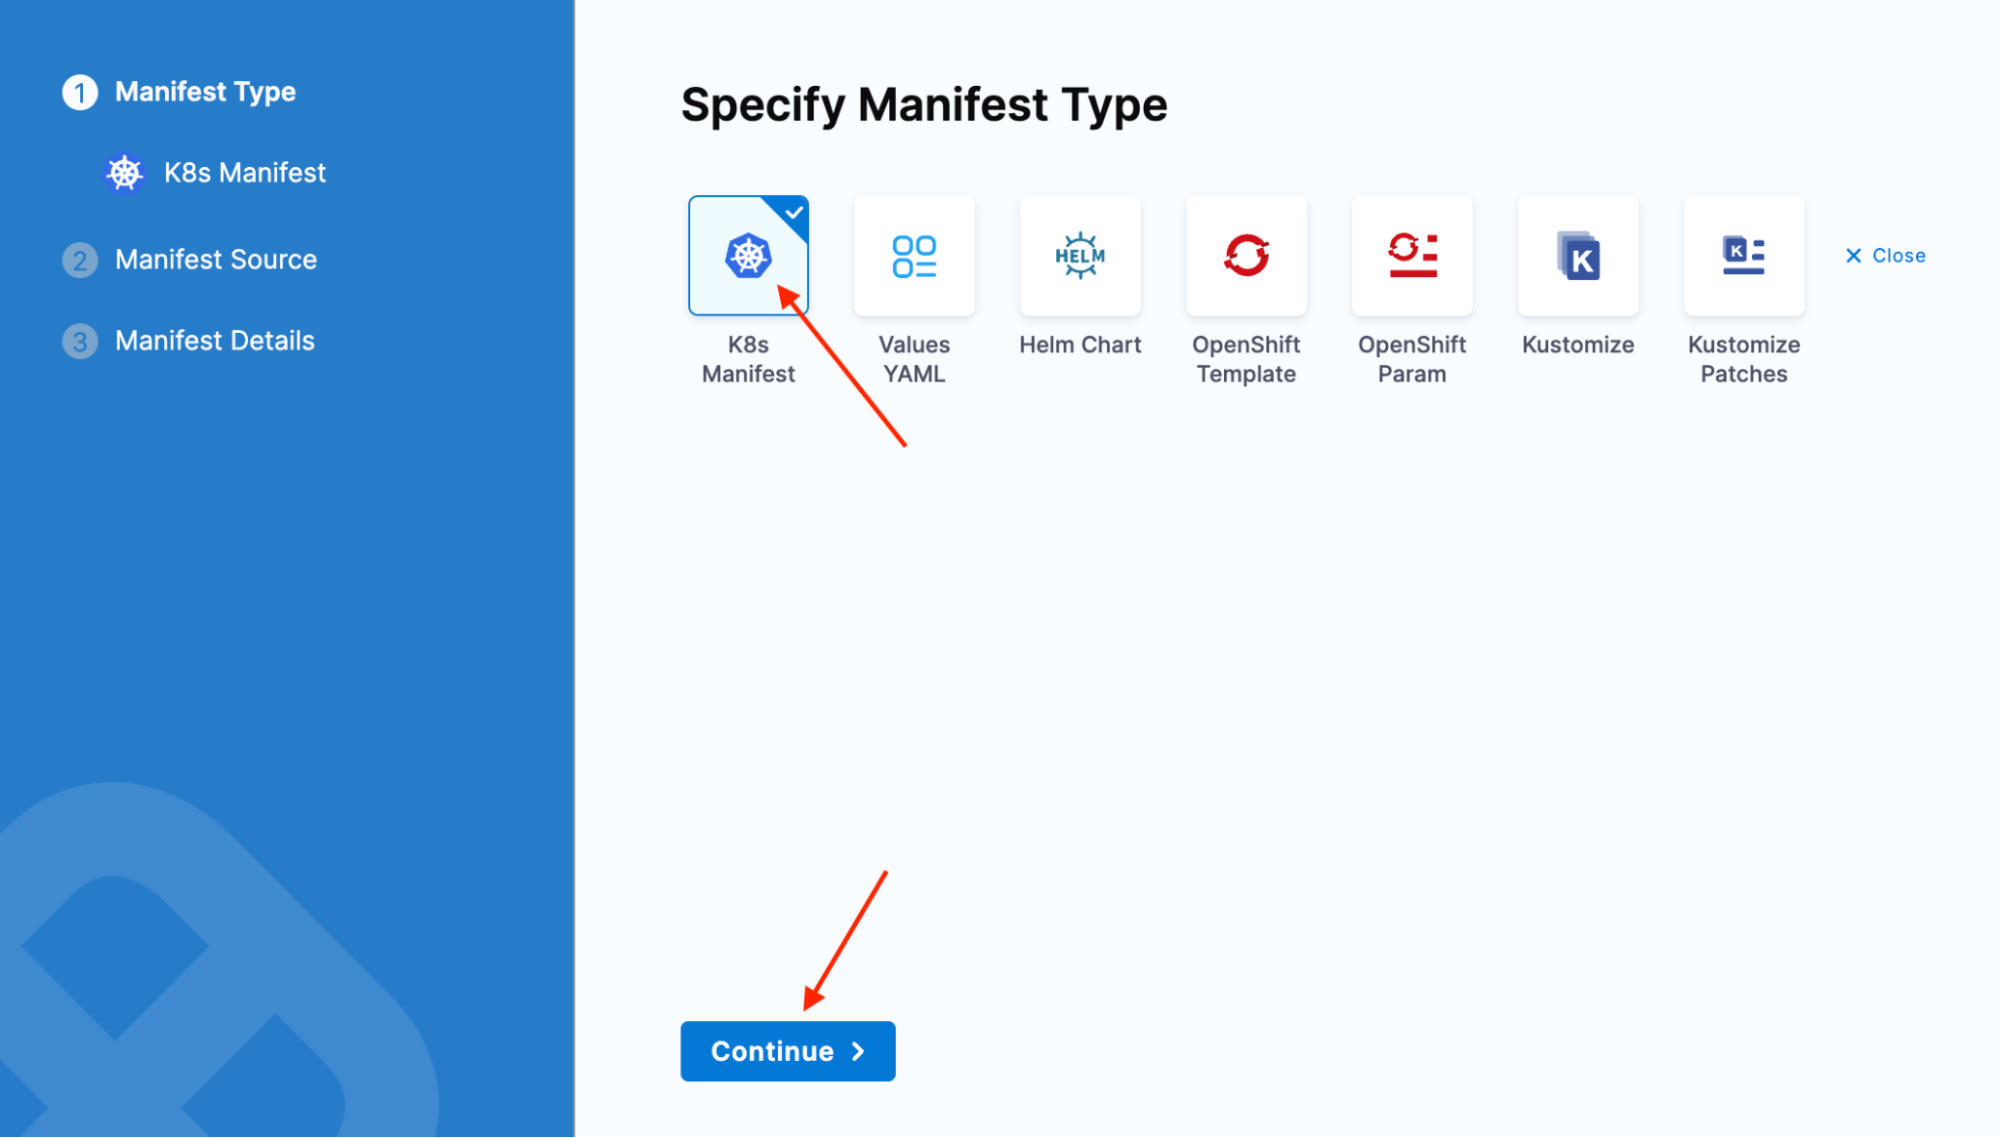 1 Manifest Type
K8s Manifest
2 Manifest Source
3 Manifest Details
Specify Manifest Type
HELM
K
K
Close
K8s
Manifest
Values
YAML
Helm Chart
OpenShift
Template
OpenShift
Param
Kustomize
Kustomize
Patches
Continue